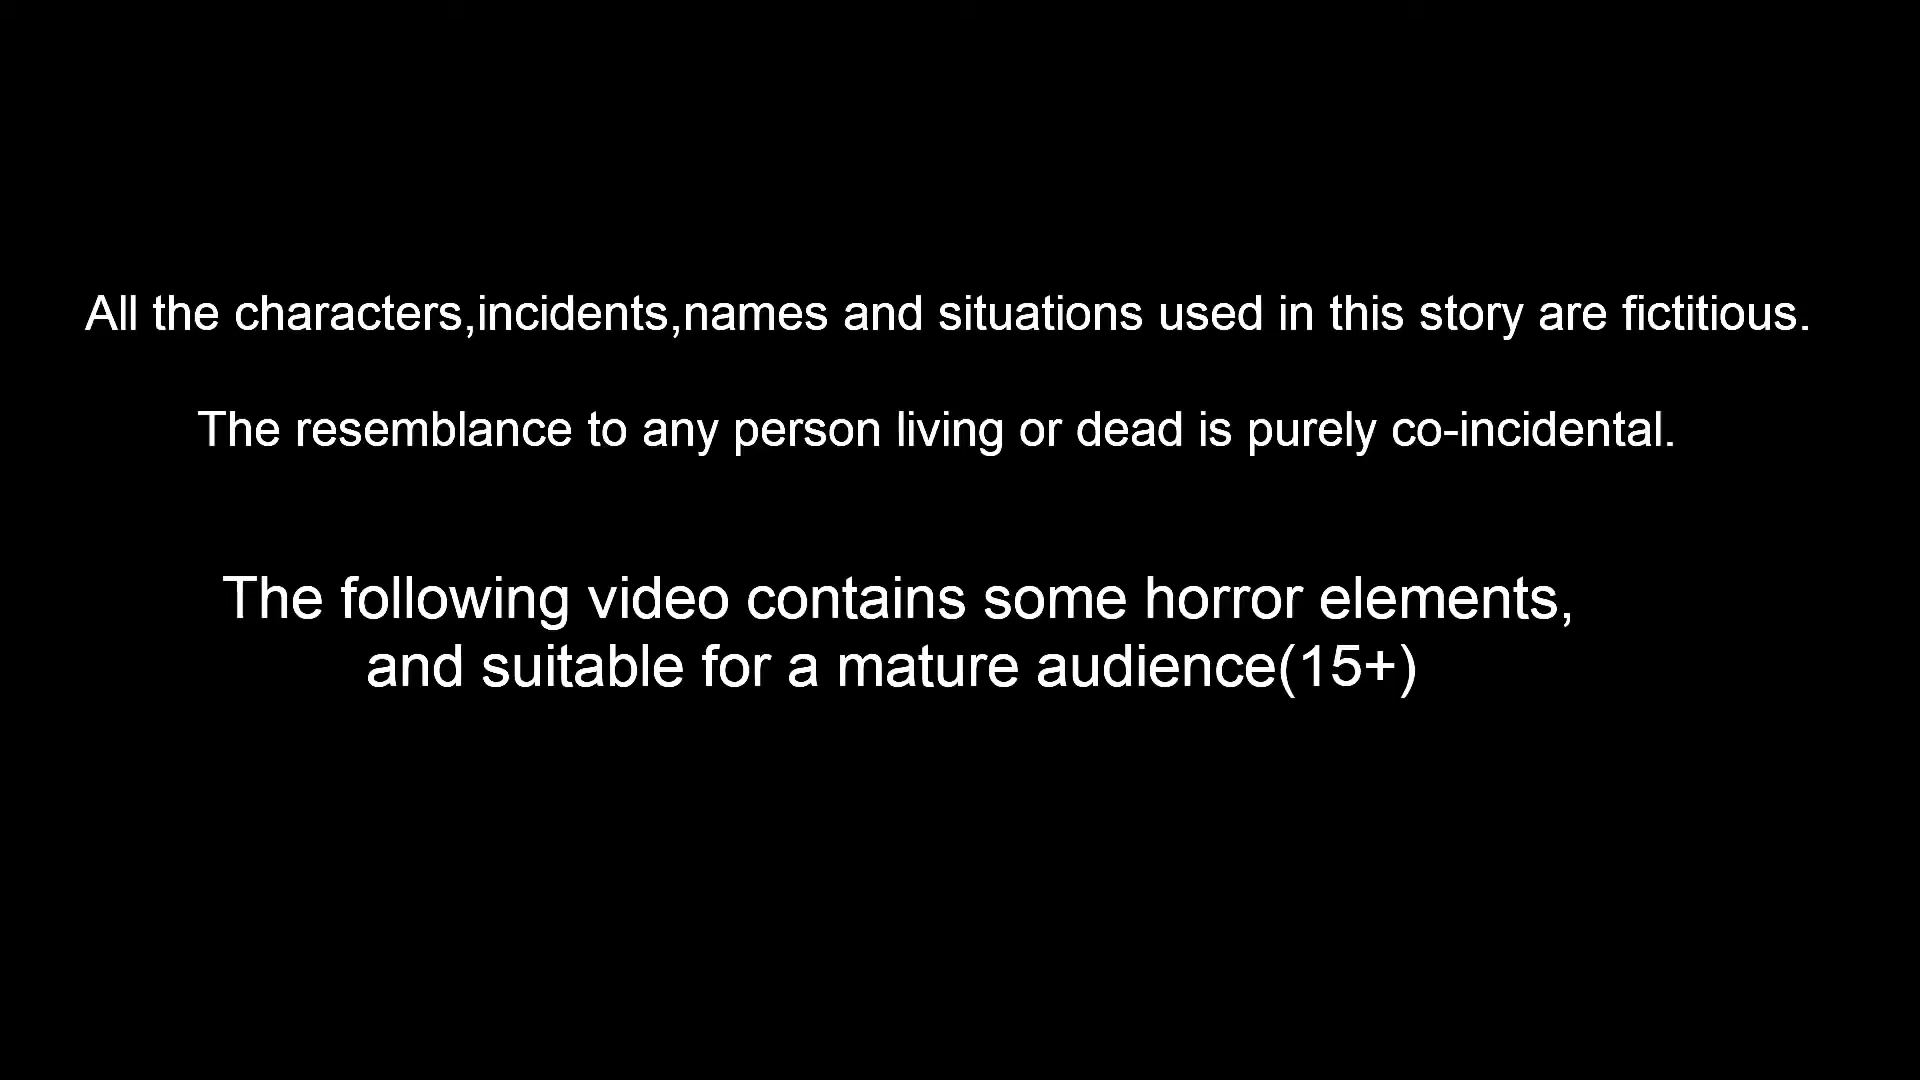 All the characters,incidents,names and situations used in this story are fictitious.
The resemblance to any person living or dead is purely co-incidental.
The following video contains some horror elements,
and suitable for a mature audience(15+)